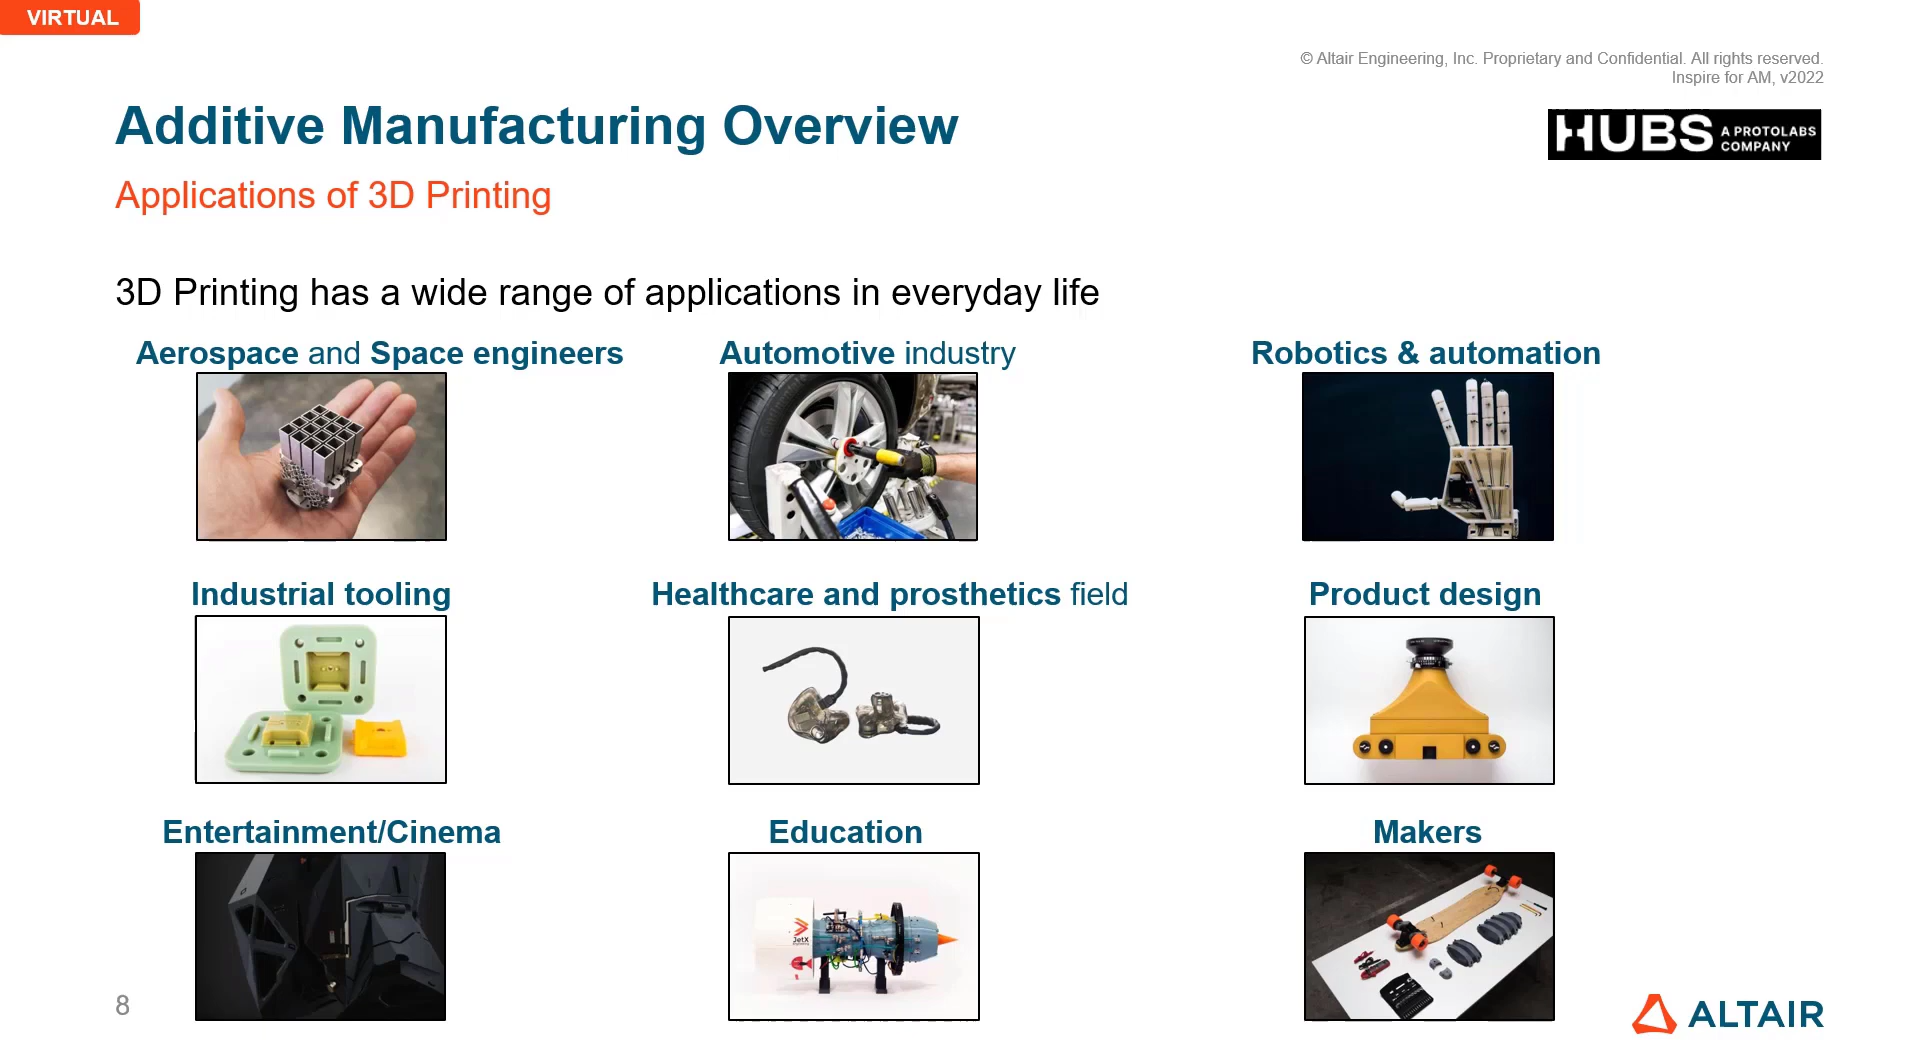 VIRTUAL
© Altair Engineering, Inc. Proprietary and Confidential. All rights reserved.
Inspire for AM, v2022
Additive Manufacturing Overview
HUBS A PROTOLABS COMPANY
Applications of 3D Printing
3D Printing has a wide range of applications in everyday life
Aerospace and Space engineers
Automotive industry
Robotics & automation
Industrial tooling
Healthcare and prosthetics field
Product design
Entertainment/Cinema
Education
Makers
JetX
8
ALTAIR